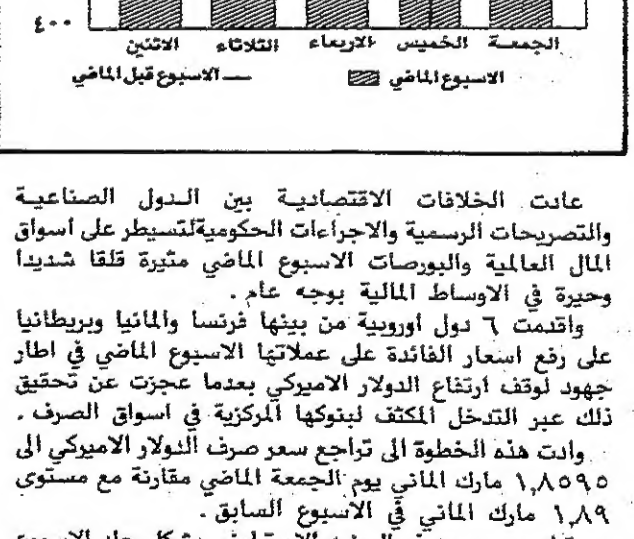 ٤٠٠
الاثنين الثلاثاء الاربعاء الخميس الجمعة
الاسبوع الماضي الاسبوع قبل الماضي
عادت الخلافات الاقتصادية بين الدول الصناعية
والتصريحات الرسمية والاجراءات الحكومية لتسيطر على اسواق
المال العالمية والبورصات الاسبوع الماضي مثيرة قلقا شديدا
وحيرة في الاوساط المالية بوجه عام .
واقدمت ٦ دول اوروبية من بينها فرنسا والمانيا وبريطانيا
على رفع اسعار الفائدة على عملاتها الاسبوع الماضي في اطار
جهود لوقف ارتفاع الدولار الاميركي بعدما عجزت عن تحقيق
ذلك عبر التدخل المكثف لبنوكها المركزية في اسواق الصرف .
وادت هذه الخطوة الى تراجع سعر صرف الدولار الاميركي الى
١,٨٥٩٥ مارك الماني يوم الجمعة الماضي مقارنة مع مستوى
١,٨٩ مارك الماني في الاسبوع السابق .